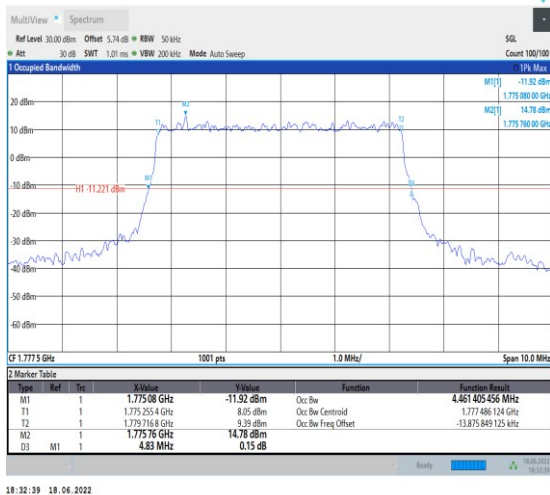 MultiView Spectrum
Ref Level 30.00 dBm Offset 5.74 dB RBW 50 kHz SGL
Att 30 dB SWT 1.01 ms VBW 200 kHz Mode Auto Sweep Count 100/100
1 Occupied Bandwidth 1Pk Max
M1[1] -11.92 dBm
1.775 080 00 GHz
M2[1] 14.78 dBm
1.775 760 00 GHz
20 dBm
M2
T1
T2
10 dBm
0 dBm
M1
D3
-10 dBm
H1 -11.221 dBm
-20 dBm
-30 dBm
-40 dBm
-50 dBm
-60 dBm
CF 1.777 5 GHz 1001 pts 1.0 MHz/ Span 10.0 MHz
2 Marker Table
Type Ref Trc X-Value Y-Value Function Function Result
M1 1 1.775 08 GHz -11.92 dBm Occ Bw 4.461 405 456 MHz
T1 1 1.775 255 4 GHz 8.05 dBm Occ Bw Centroid 1.777 486 124 GHz
T2 1 1.779 716 8 GHz 9.39 dBm Occ Bw Freq Offset -13.875 849 125 kHz
M2 1 1.775 76 GHz 14.78 dBm
D3 M1 1 4.83 MHz 0.15 dB
Ready 18.06.2022
18:32:39
18:32:39 18.06.2022